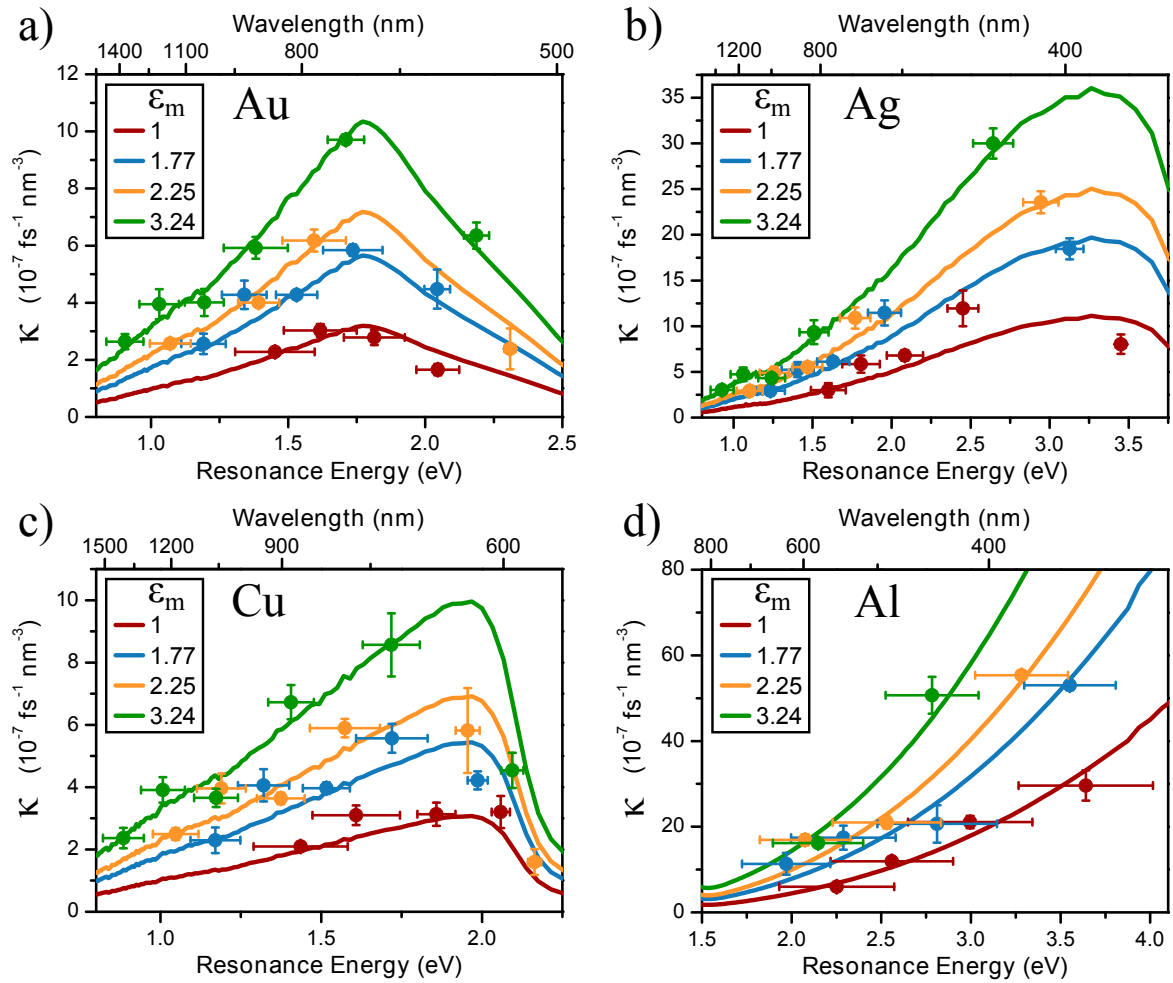 a)
Wavelength (nm)
1400 1100 800 500
12
10
8
6
4
2
0
κ (10⁻⁷ fs⁻¹ nm⁻³)
εm
1
1.77
2.25
3.24
Au
1.0 1.5 2.0 2.5
Resonance Energy (eV)
b)
Wavelength (nm)
1200 800 400
35
30
25
20
15
10
5
0
κ (10⁻⁷ fs⁻¹ nm⁻³)
εm
1
1.77
2.25
3.24
Ag
1.0 1.5 2.0 2.5 3.0 3.5
Resonance Energy (eV)
c)
Wavelength (nm)
1500 1200 900 600
10
8
6
4
2
0
κ (10⁻⁷ fs⁻¹ nm⁻³)
εm
1
1.77
2.25
3.24
Cu
1.0 1.5 2.0
Resonance Energy (eV)
d)
Wavelength (nm)
800 600 400
80
60
40
20
0
κ (10⁻⁷ fs⁻¹ nm⁻³)
εm
1
1.77
2.25
3.24
Al
1.5 2.0 2.5 3.0 3.5 4.0
Resonance Energy (eV)